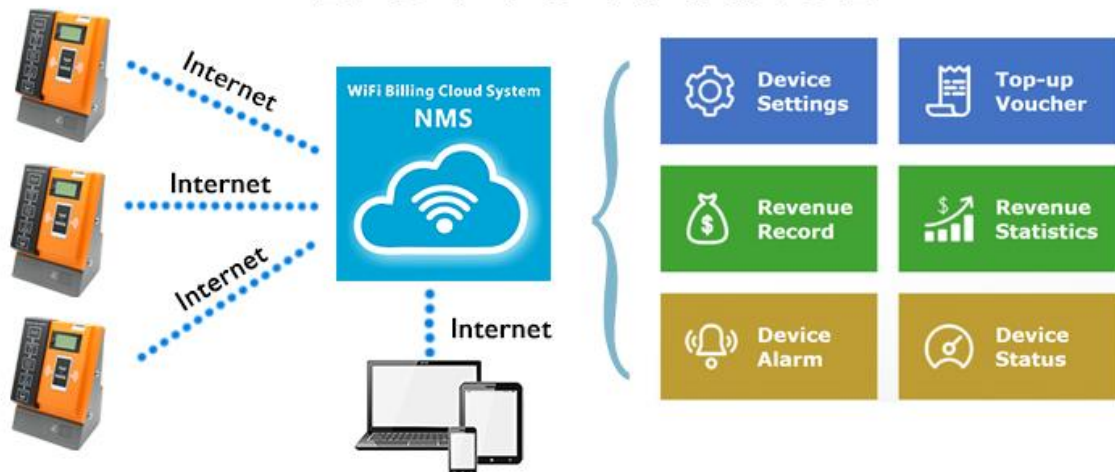 Internet
WiFi Billing Cloud System
NMS
Internet
Internet
Internet
Device
Settings
Top-up
Voucher
Revenue
Record
Revenue
Statistics
Device
Alarm
Device
Status